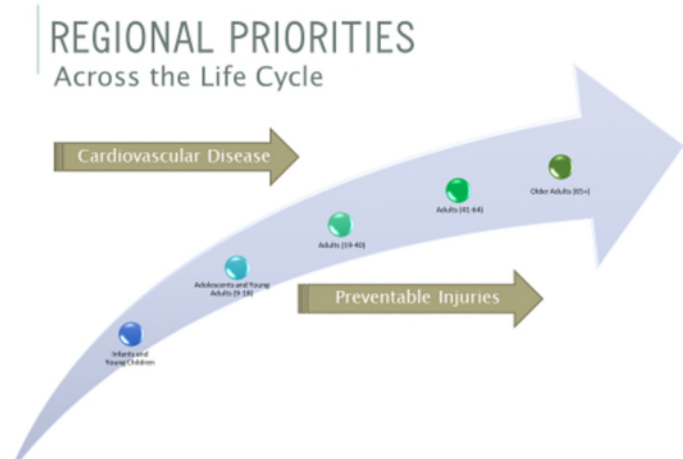 REGIONAL PRIORITIES
Across the Life Cycle
Cardiovascular Disease
Older Adults (65+)
Adults (41-64)
Adults (19-40)
Adolescents and Young
Adults (9-18)
Preventable Injuries
Infants and
Young Children